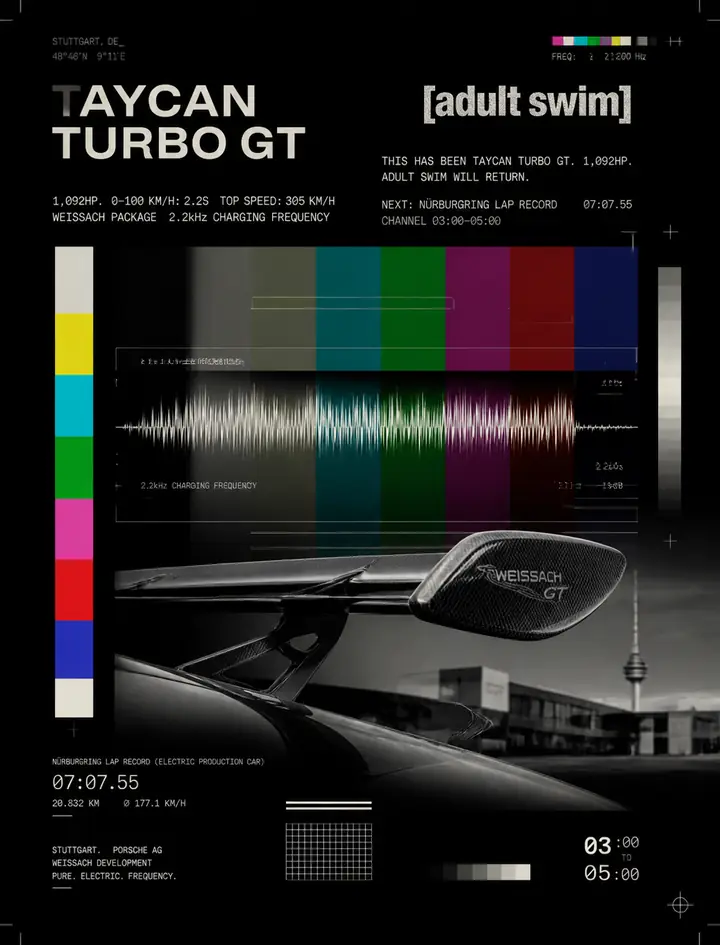 STUTTGART, DE_
48°46'N 9°11'E
FREQ:
Hz
TAYCAN
TURBO GT
[adult swim]
1,092HP. 0–100 KM/H: 2.2S TOP SPEED: 305 KM/H
WEISSACH PACKAGE 2.2kHz CHARGING FREQUENCY
THIS HAS BEEN TAYCAN TURBO GT. 1,092HP.
ADULT SWIM WILL RETURN.
NEXT: NÜRBURGRING LAP RECORD 07:07.55
CHANNEL 03:00–05:00
2.2kHz CHARGING FREQUENCY
WEISSACH
GT
NÜRBURGRING LAP RECORD (ELECTRIC PRODUCTION CAR)
07:07.55
20.832 KM Ø 177.1 KM/H
STUTTGART. PORSCHE AG
WEISSACH DEVELOPMENT
PURE. ELECTRIC. FREQUENCY.
03:00
TO
05:00